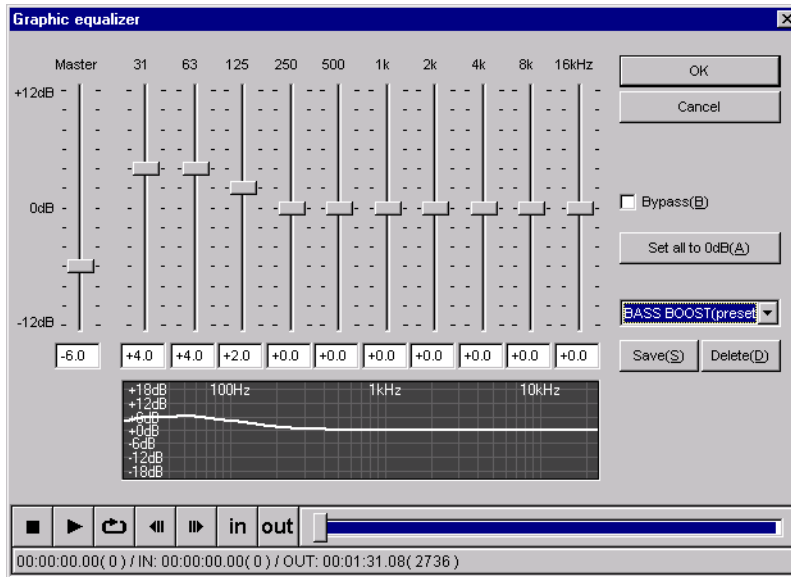 Graphic equalizer
Master 31 63 125 250 500 1k 2k 4k 8k 16kHz
+12dB
0dB
-12dB
-6.0 +4.0 +4.0 +2.0 +0.0 +0.0 +0.0 +0.0 +0.0 +0.0 +0.0
OK
Cancel
Bypass(B)
Set all to 0dB(A)
BASS BOOST(preset
Save(S) Delete(D)
+18dB 100Hz 1kHz 10kHz
+12dB
+6dB
+0dB
-6dB
-12dB
-18dB
in out
00:00:00.00( 0 ) / IN: 00:00:00.00( 0 ) / OUT: 00:01:31.08( 2736 )